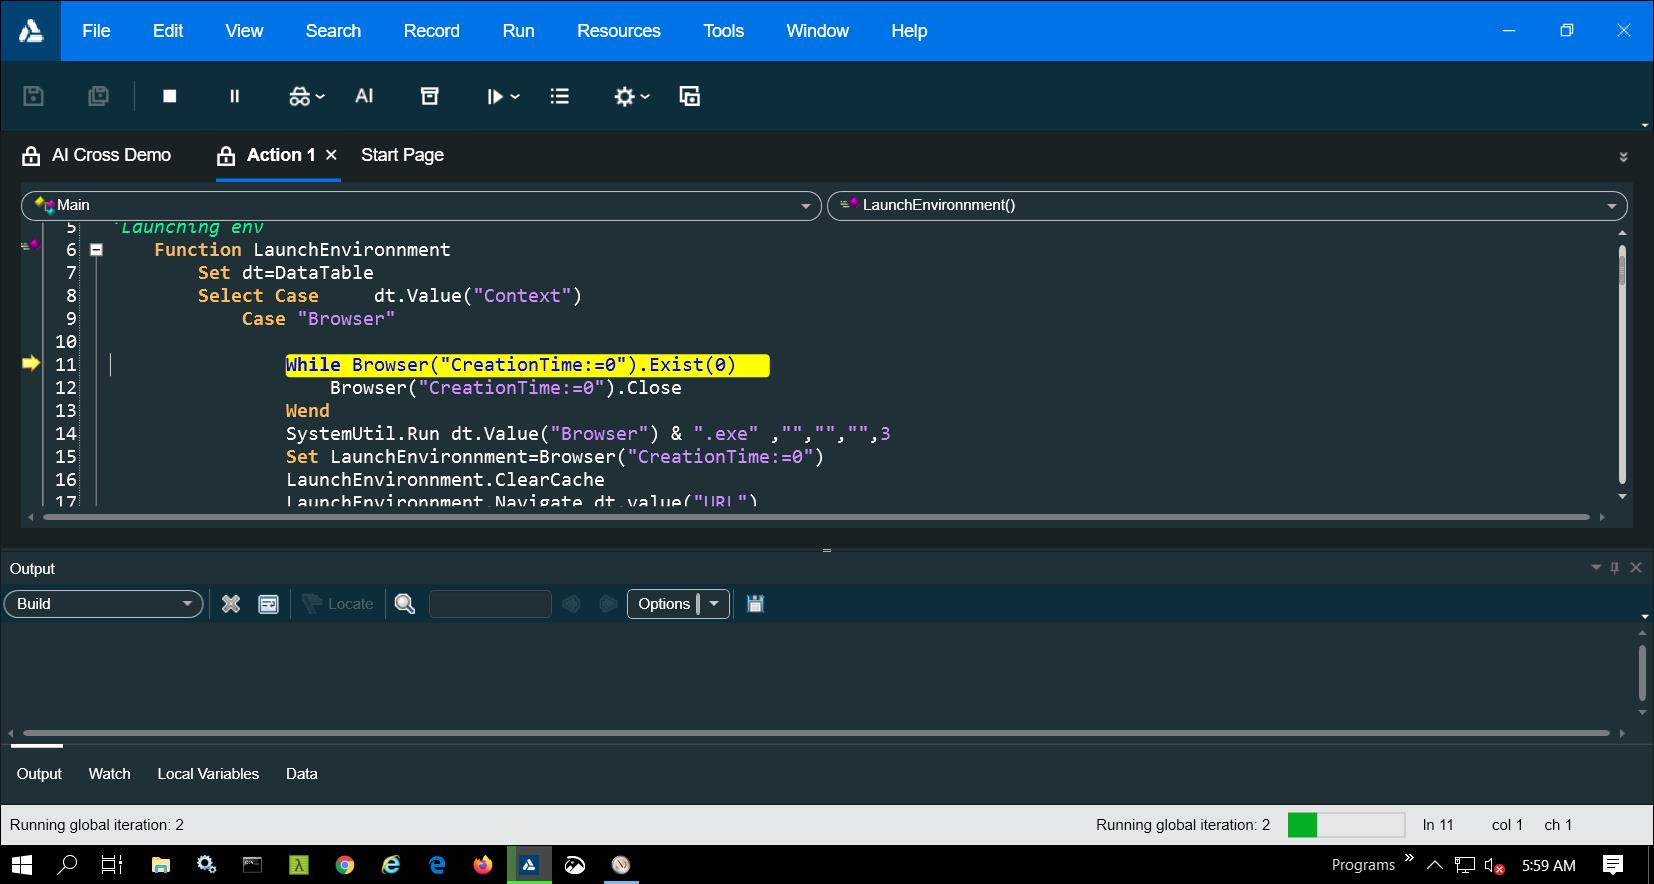 File Edit View Search Record Run Resources Tools Window Help
AI
AI Cross Demo Action 1 Start Page
Main LaunchEnvironnment()
5 'Launching env
6 Function LaunchEnvironnment
7 Set dt=DataTable
8 Select Case dt.Value("Context")
9 Case "Browser"
10
11 While Browser("CreationTime:=0").Exist(0)
12 Browser("CreationTime:=0").Close
13 Wend
14 SystemUtil.Run dt.Value("Browser") & ".exe" ,"","","",3
15 Set LaunchEnvironnment=Browser("CreationTime:=0")
16 LaunchEnvironnment.ClearCache
17 LaunchEnvironnment.Navigate dt.value("URL")
Output
Build Locate Options
Output Watch Local Variables Data
Running global iteration: 2 Running global iteration: 2 ln 11 col 1 ch 1
Programs 5:59 AM